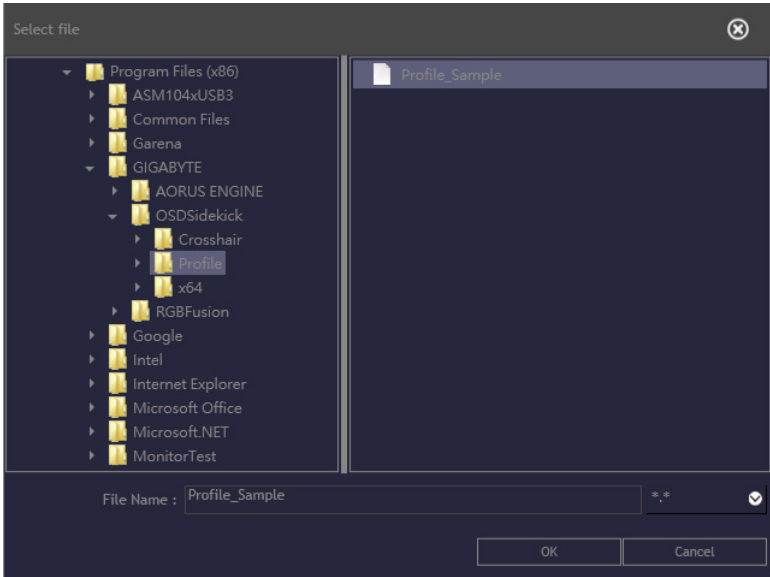 Select file
Program Files (x86)
ASM104xUSB3
Common Files
Garena
GIGABYTE
AORUS ENGINE
OSDSidekick
Crosshair
Profile
x64
RGBFusion
Google
Intel
Internet Explorer
Microsoft Office
Microsoft.NET
MonitorTest
Profile_Sample
File Name : Profile_Sample *.*
OK Cancel